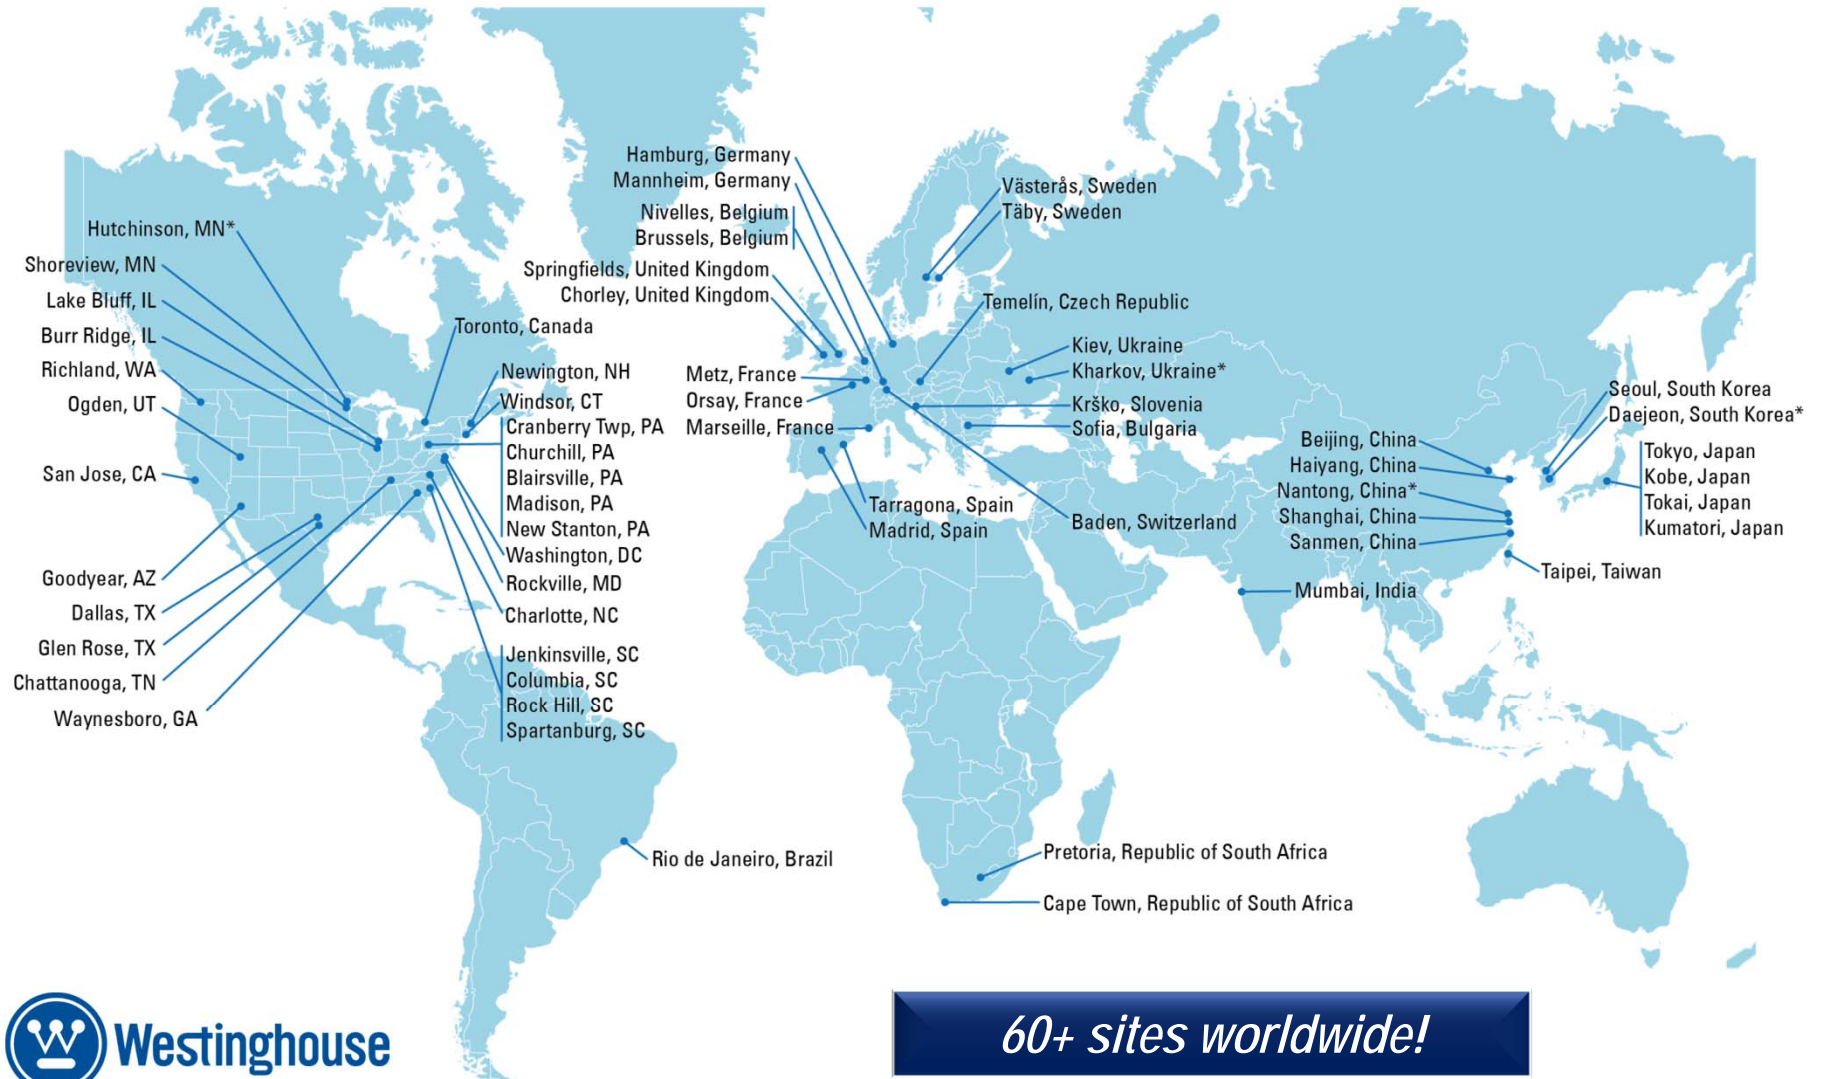 Hutchinson, MN*
Shoreview, MN
Lake Bluff, IL
Burr Ridge, IL
Richland, WA
Ogden, UT
San Jose, CA
Goodyear, AZ
Dallas, TX
Glen Rose, TX
Chattanooga, TN
Waynesboro, GA
Toronto, Canada
Newington, NH
Windsor, CT
Cranberry Twp, PA
Churchill, PA
Blairsville, PA
Madison, PA
New Stanton, PA
Washington, DC
Rockville, MD
Charlotte, NC
Jenkinsville, SC
Columbia, SC
Rock Hill, SC
Spartanburg, SC
Rio de Janeiro, Brazil
Hamburg, Germany
Mannheim, Germany
Nivelles, Belgium
Brussels, Belgium
Springfields, United Kingdom
Chorley, United Kingdom
Metz, France
Orsay, France
Marseille, France
Tarragona, Spain
Madrid, Spain
Västerås, Sweden
Täby, Sweden
Temelín, Czech Republic
Kiev, Ukraine
Kharkov, Ukraine*
Krško, Slovenia
Sofia, Bulgaria
Baden, Switzerland
Pretoria, Republic of South Africa
Cape Town, Republic of South Africa
Beijing, China
Haiyang, China
Nantong, China*
Shanghai, China
Sanmen, China
Mumbai, India
Seoul, South Korea
Daejeon, South Korea*
Tokyo, Japan
Kobe, Japan
Tokai, Japan
Kumatori, Japan
Taipei, Taiwan
Westinghouse
60+ sites worldwide!